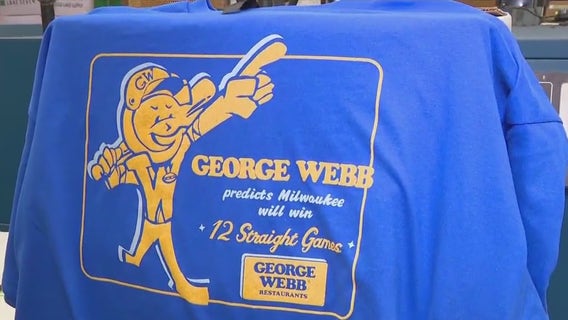 GW
GEORGE WEBB
predicts Milwaukee
will win
12 Straight Games
GEORGE
WEBB
RESTAURANTS